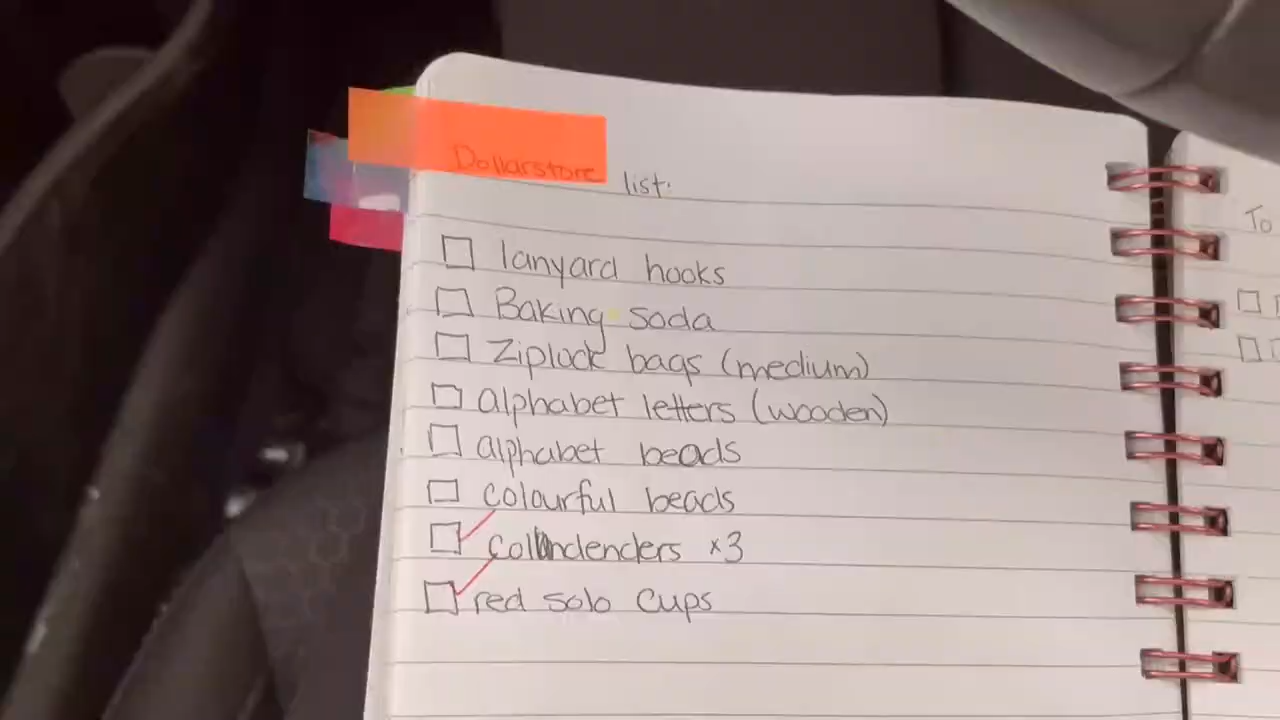 Dollarstore list:
lanyard hooks
Baking soda
Ziplock bags (medium)
alphabet letters (wooden)
alphabet beads
colourful beads
collandenders x3
red solo cups
To